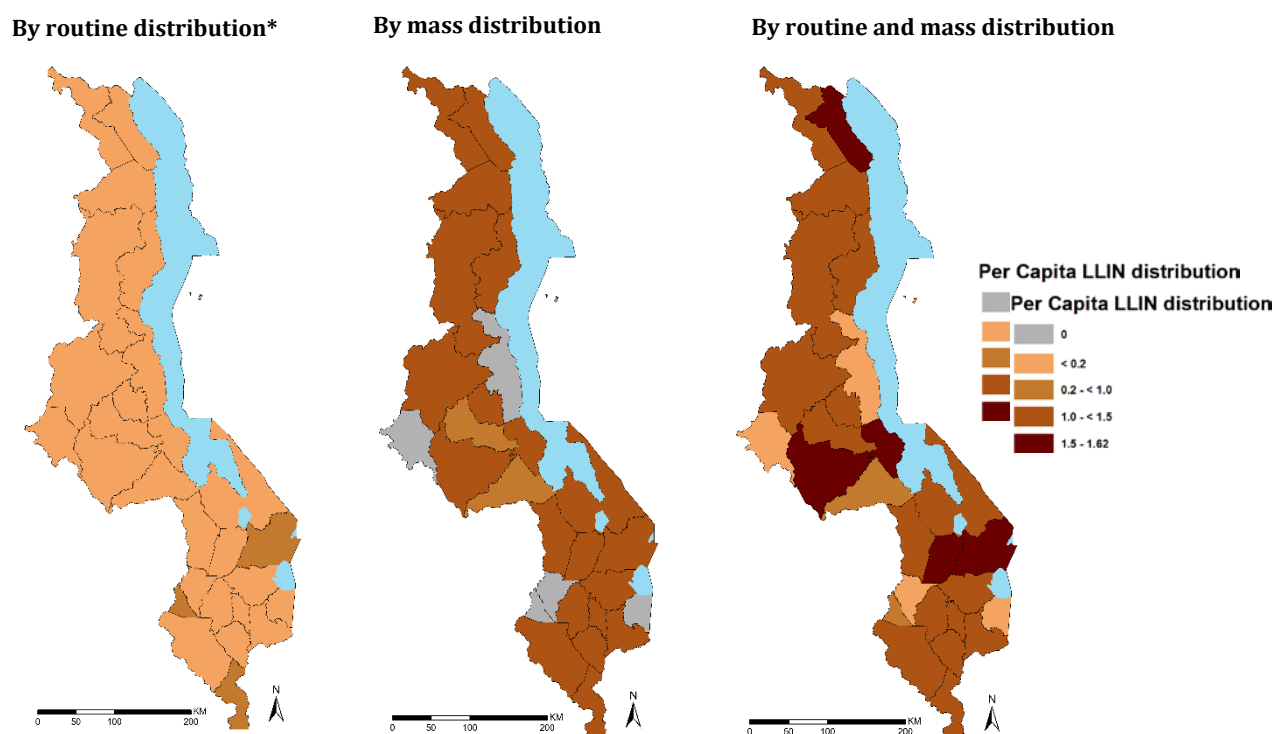 By routine distribution*
By mass distribution
By routine and mass distribution
Per Capita LLIN distribution
Per Capita LLIN distribution
0
< 0.2
0.2 - < 1.0
1.0 - < 1.5
1.5 - 1.62
N
KM
0 50 100 200
N
KM
0 50 100 200
N
KM
0 50 100 200